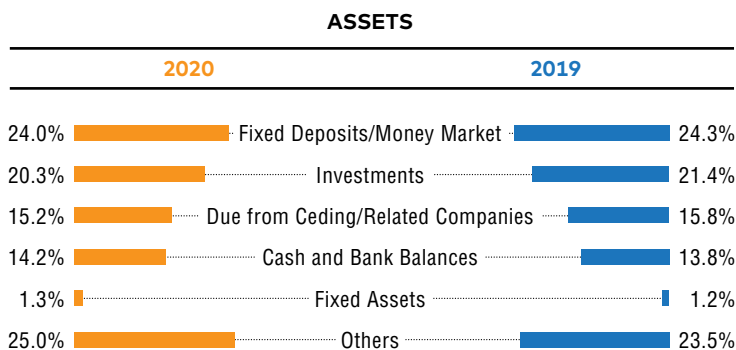 ASSETS
2020 2019
24.0% Fixed Deposits/Money Market 24.3%
20.3% Investments 21.4%
15.2% Due from Ceding/Related Companies 15.8%
14.2% Cash and Bank Balances 13.8%
1.3% Fixed Assets 1.2%
25.0% Others 23.5%